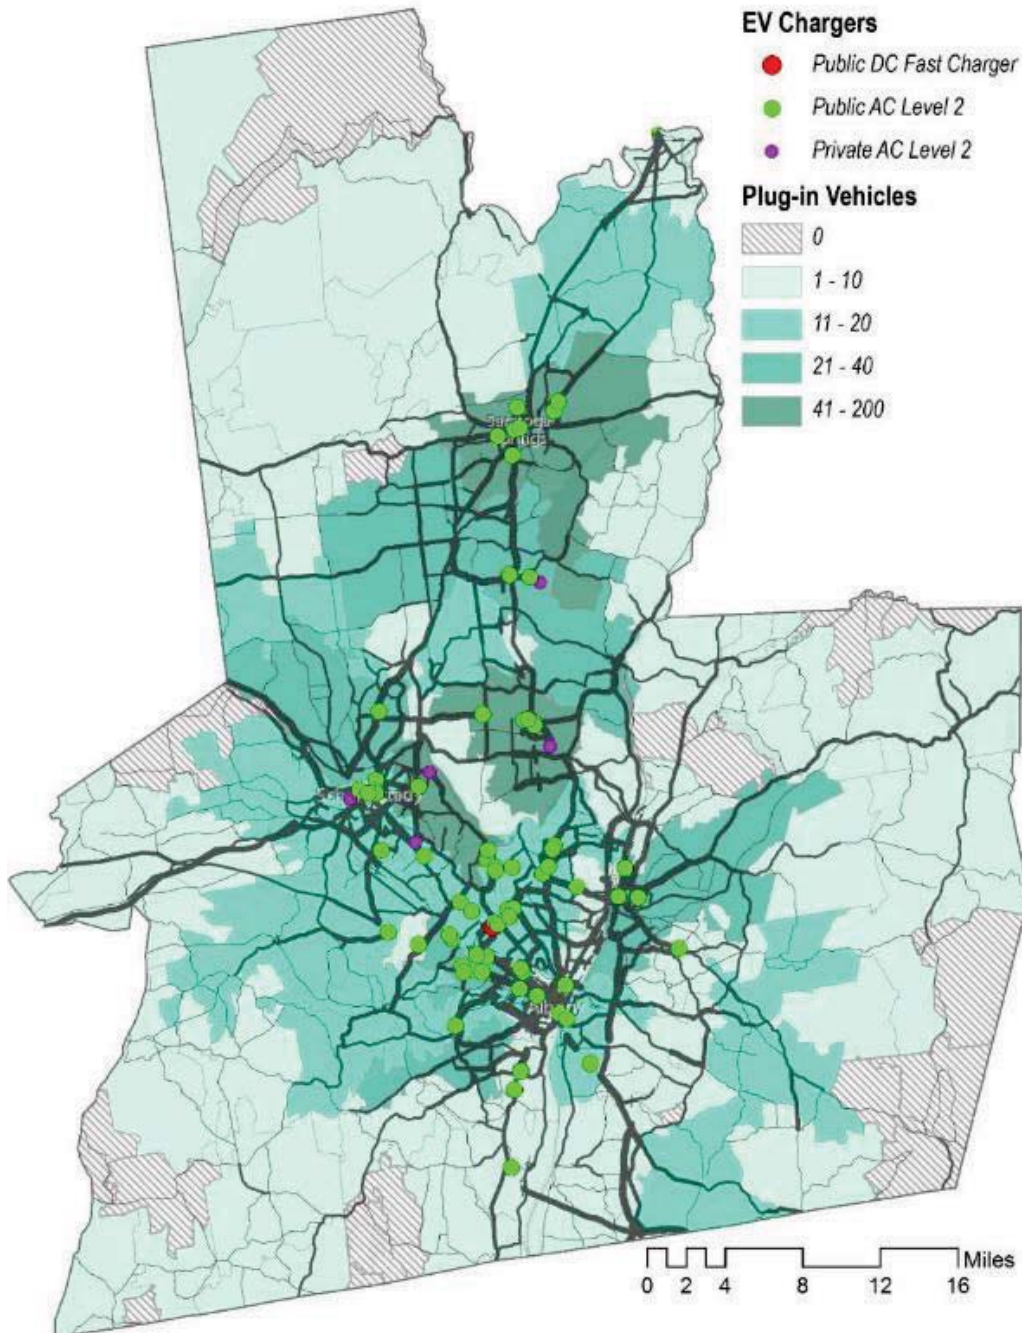 EV Chargers
Public DC Fast Charger
Public AC Level 2
Private AC Level 2
Plug-in Vehicles
0
1 - 10
11 - 20
21 - 40
41 - 200
Albany
Miles
0 2 4 8 12 16